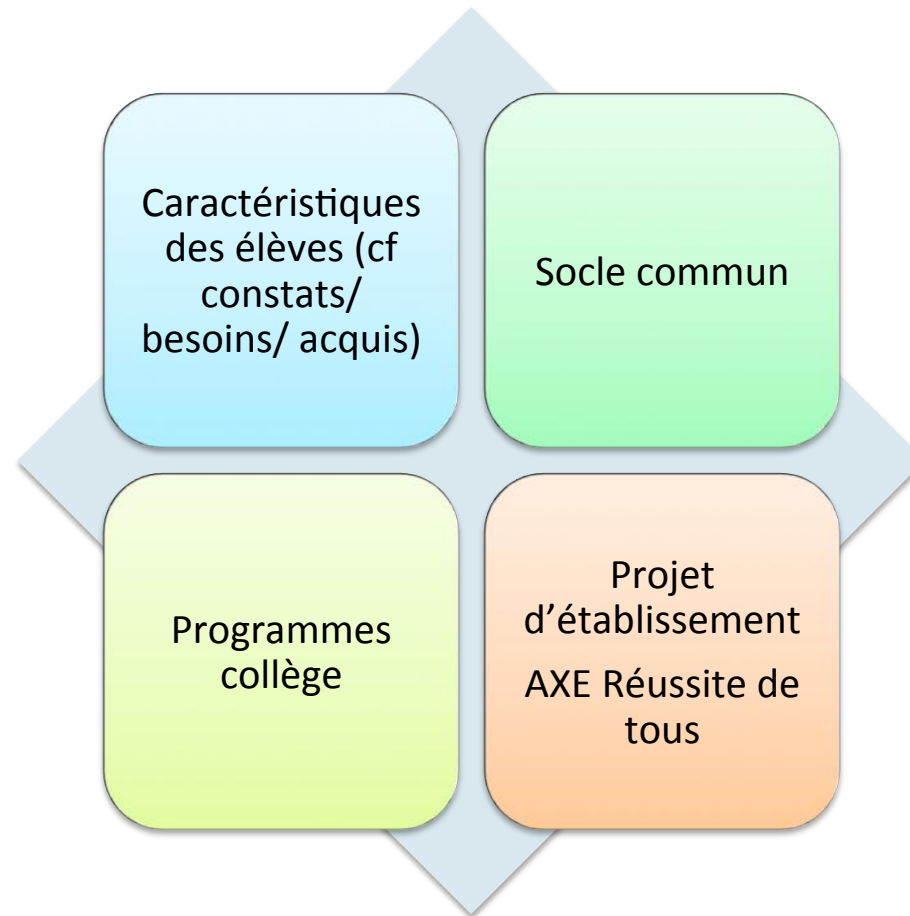 Caractéristiques
des élèves (cf
constats/
besoins/ acquis)
Socle commun
Programmes
collège
Projet
d’établissement
AXE Réussite de
tous